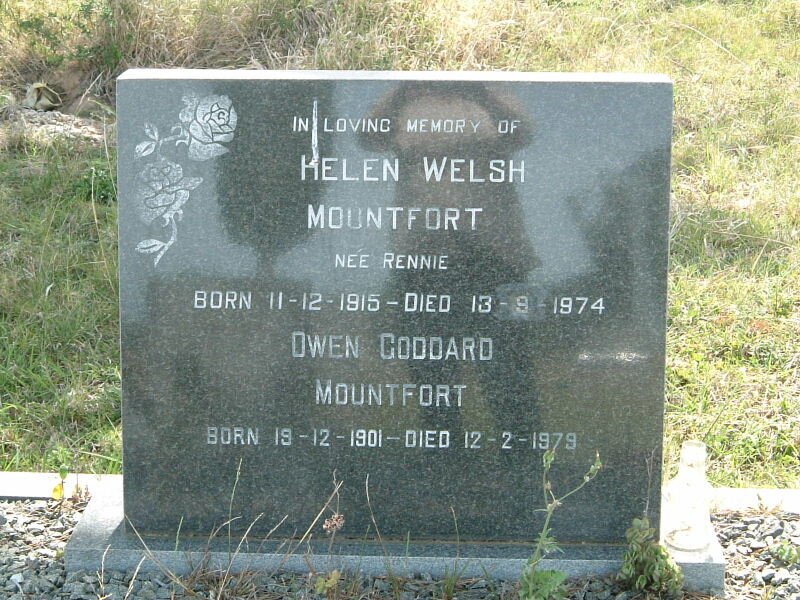 IN LOVING MEMORY OF
HELEN WELSH
MOUNTFORT
NEÉ RENNIE
BORN 11-12-1915 - DIED 13-9-1974
OWEN GODDARD
MOUNTFORT
BORN 19-12-1901 - DIED 12-2-1979